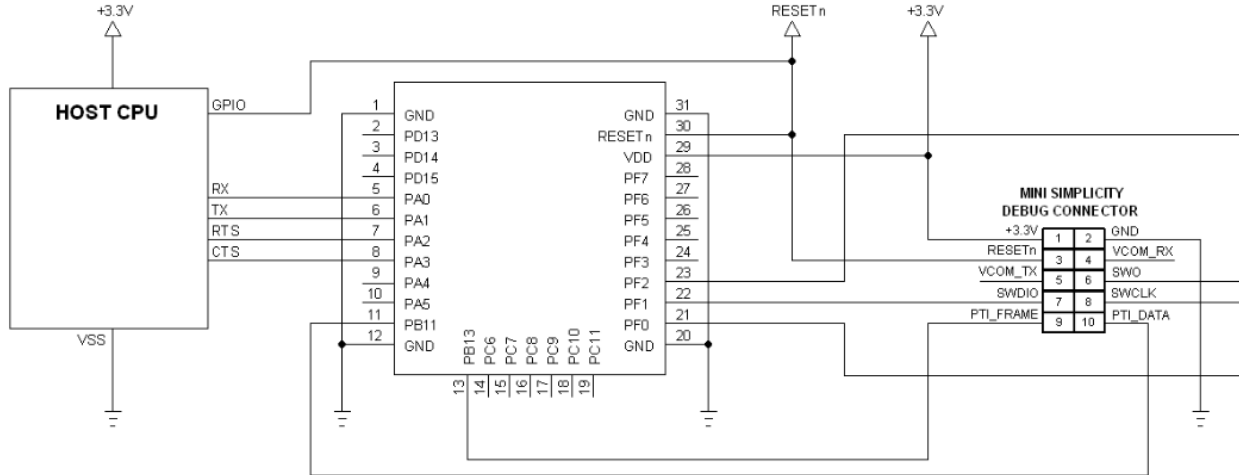 +3.3V
RESETn
+3.3V
HOST CPU
GPIO
RX
TX
RTS
CTS
VSS
1 GND
2 PD13
3 PD14
4 PD15
5 PA0
6 PA1
7 PA2
8 PA3
9 PA4
10 PA5
11 PB11
12 GND
13 PB13
14 PC6
15 PC7
16 PC8
17 PC9
18 PC10
19 PC11
GND 31
RESETn 30
VDD 29
PF7 28
PF6 27
PF5 26
PF4 25
PF3 24
PF2 23
PF1 22
PF0 21
GND 20
MINI SIMPLICITY
DEBUG CONNECTOR
+3.3V 1 2 GND
RESETn 3 4 VCOM_RX
VCOM_TX 5 6 SWO
SWDIO 7 8 SWCLK
PTI_FRAME 9 10 PTI_DATA